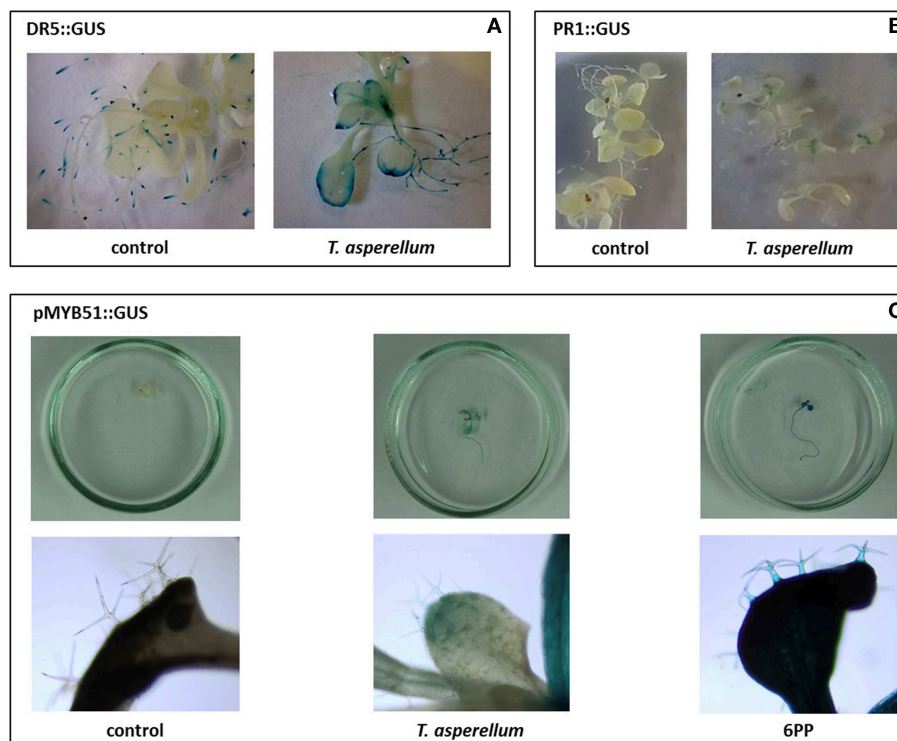 DR5::GUS
A
control
T. asperellum
PR1::GUS
B
control
T. asperellum
pMYB51::GUS
C
control
T. asperellum
6PP